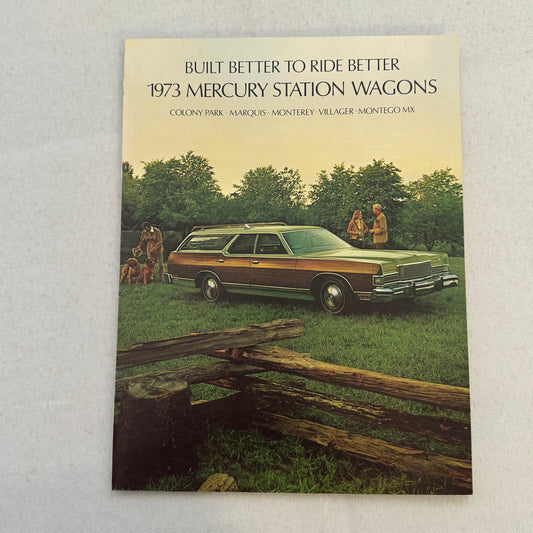 BUILT BETTER TO RIDE BETTER
1973 MERCURY STATION WAGONS
COLONY PARK · MARQUIS · MONTEREY · VILLAGER · MONTEGO MX